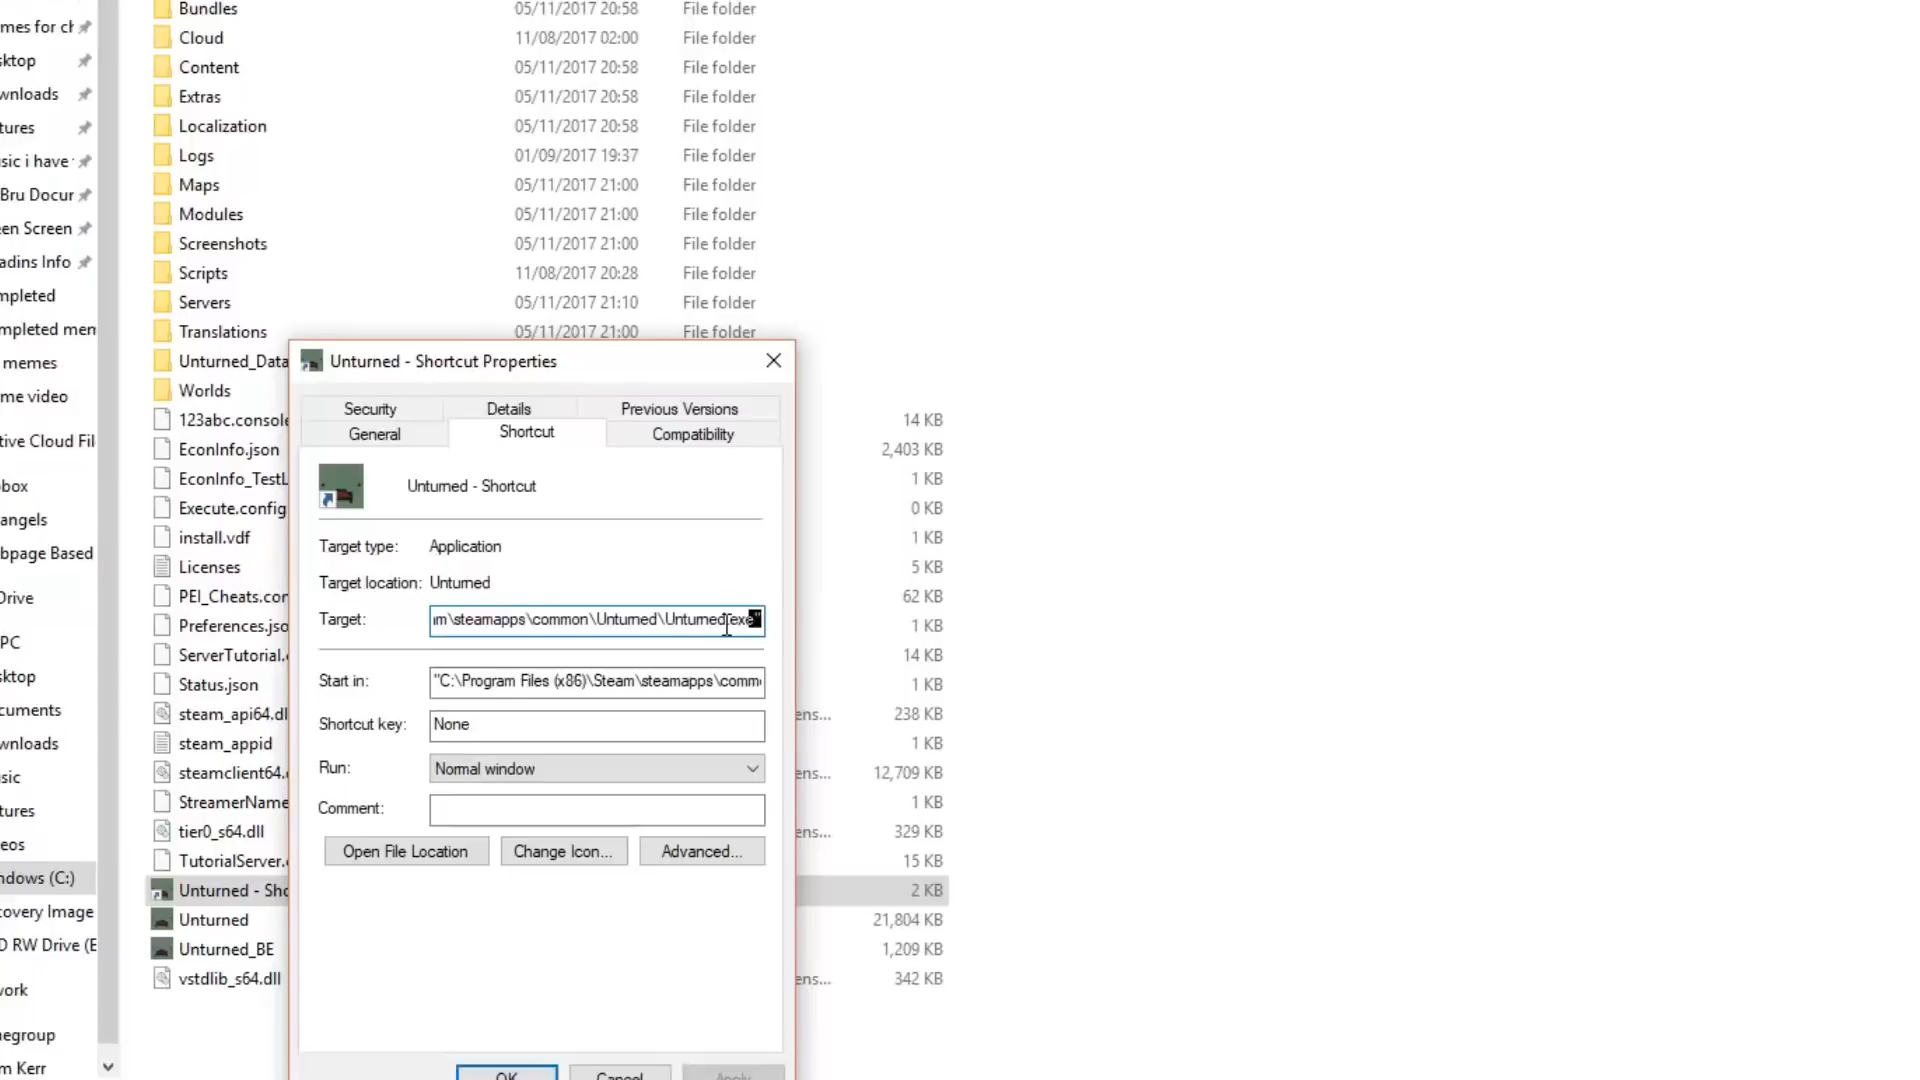 mes for ch
sktop
wnloads
tures
sic i have
Bru Docur
en Screen
adins Info
mpleted
mpleted mem
memes
me video
tive Cloud Fil
box
angels
bpage Based
Drive
PC
sktop
cuments
wnloads
sic
tures
eos
ndows (C:)
covery Image
D RW Drive (E
work
negroup
m Kerr
Bundles 05/11/2017 20:58 File folder
Cloud 11/08/2017 02:00 File folder
Content 05/11/2017 20:58 File folder
Extras 05/11/2017 20:58 File folder
Localization 05/11/2017 20:58 File folder
Logs 01/09/2017 19:37 File folder
Maps 05/11/2017 21:00 File folder
Modules 05/11/2017 21:00 File folder
Screenshots 05/11/2017 21:00 File folder
Scripts 11/08/2017 20:28 File folder
Servers 05/11/2017 21:10 File folder
Translations 05/11/2017 21:00 File folder
Unturned_Data
Worlds
123abc.console 14 KB
EconInfo.json 2,403 KB
EconInfo_TestL 1 KB
Execute.config 0 KB
install.vdf 1 KB
Licenses 5 KB
PEI_Cheats.con 62 KB
Preferences.jso 1 KB
ServerTutorial.c 14 KB
Status.json 1 KB
steam_api64.dl ens... 238 KB
steam_appid 1 KB
steamclient64.c ens... 12,709 KB
StreamerName 1 KB
tier0_s64.dll ens... 329 KB
TutorialServer.c 15 KB
Unturned - Sho 2 KB
Unturned 21,804 KB
Unturned_BE 1,209 KB
vstdlib_s64.dll ens... 342 KB
Unturned - Shortcut Properties
Security Details Previous Versions
General Shortcut Compatibility
Unturned - Shortcut
Target type: Application
Target location: Unturned
Target: ım\steamapps\common\Unturned\Unturned.exe"
Start in: "C:\Program Files (x86)\Steam\steamapps\commo
Shortcut key: None
Run: Normal window
Comment:
Open File Location Change Icon... Advanced...
OK Cancel Apply